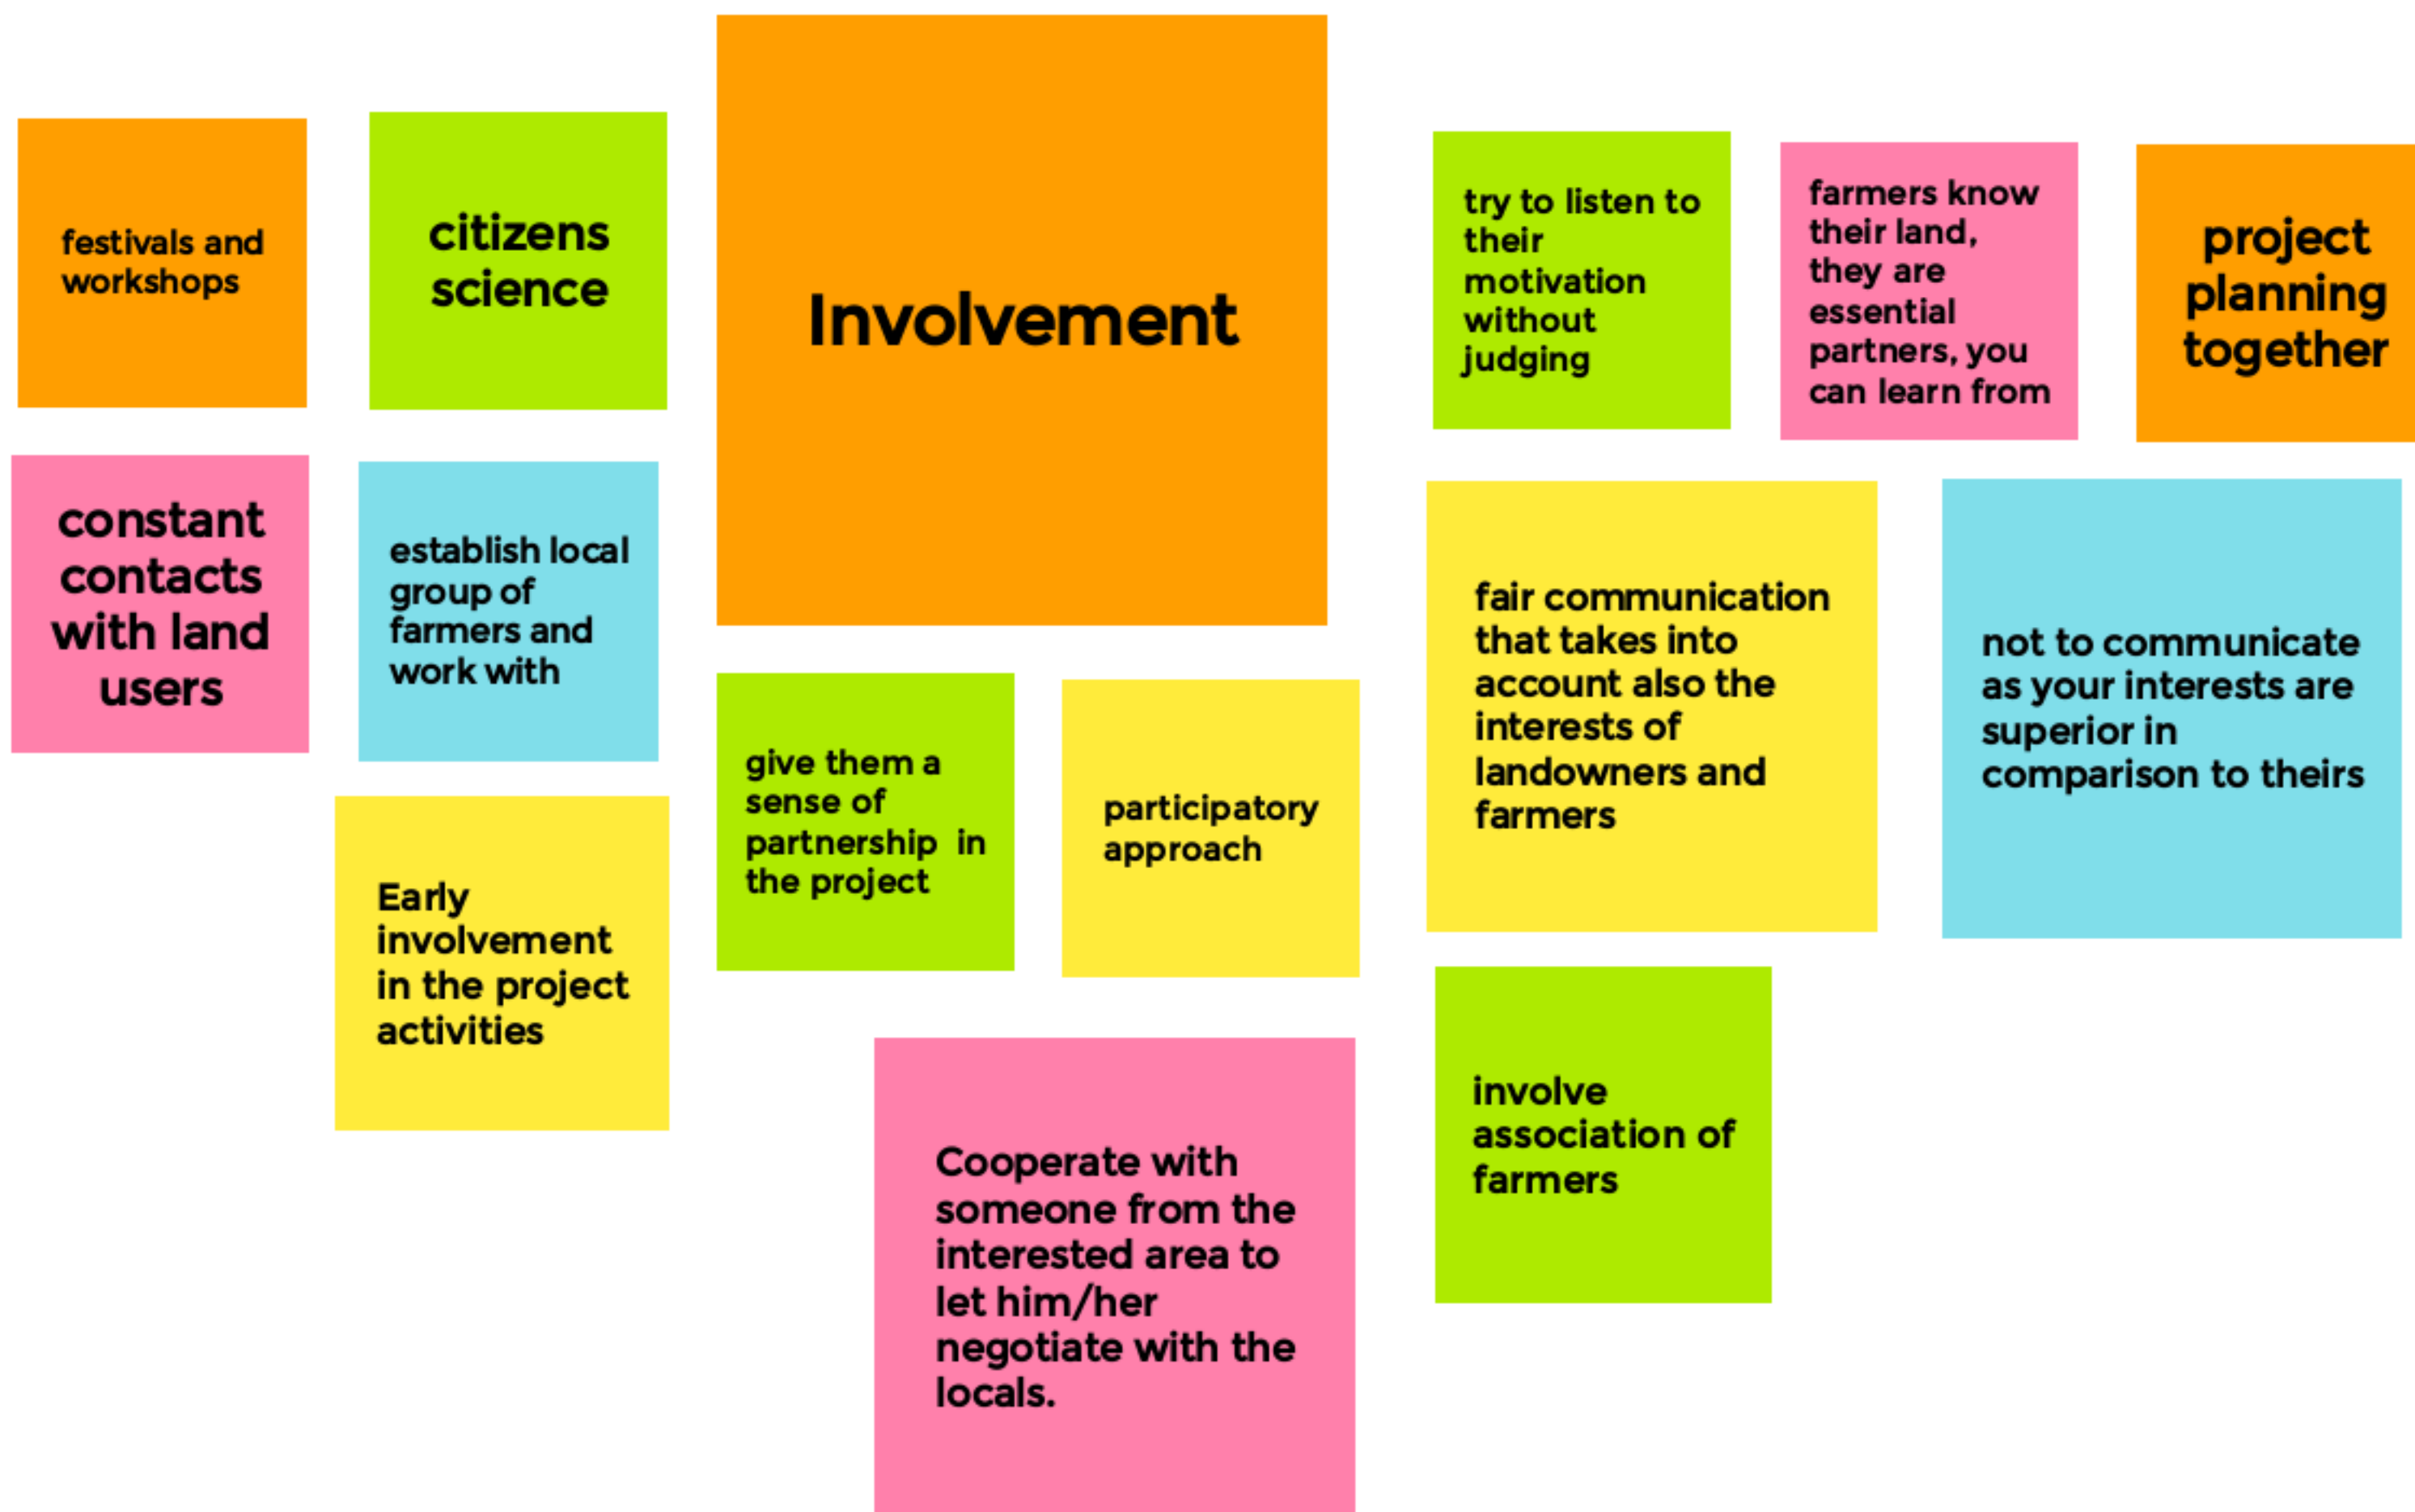 festivals and
workshops
citizens
science
Involvement
try to listen to
their
motivation
without
judging
farmers know
their land,
they are
essential
partners, you
can learn from
project
planning
together
constant
contacts
with land
users
establish local
group of
farmers and
work with
fair communication
that takes into
account also the
interests of
landowners and
farmers
not to communicate
as your interests are
superior in
comparison to theirs
give them a
sense of
partnership in
the project
participatory
approach
Early
involvement
in the project
activities
involve
association of
farmers
Cooperate with
someone from the
interested area to
let him/her
negotiate with the
locals.